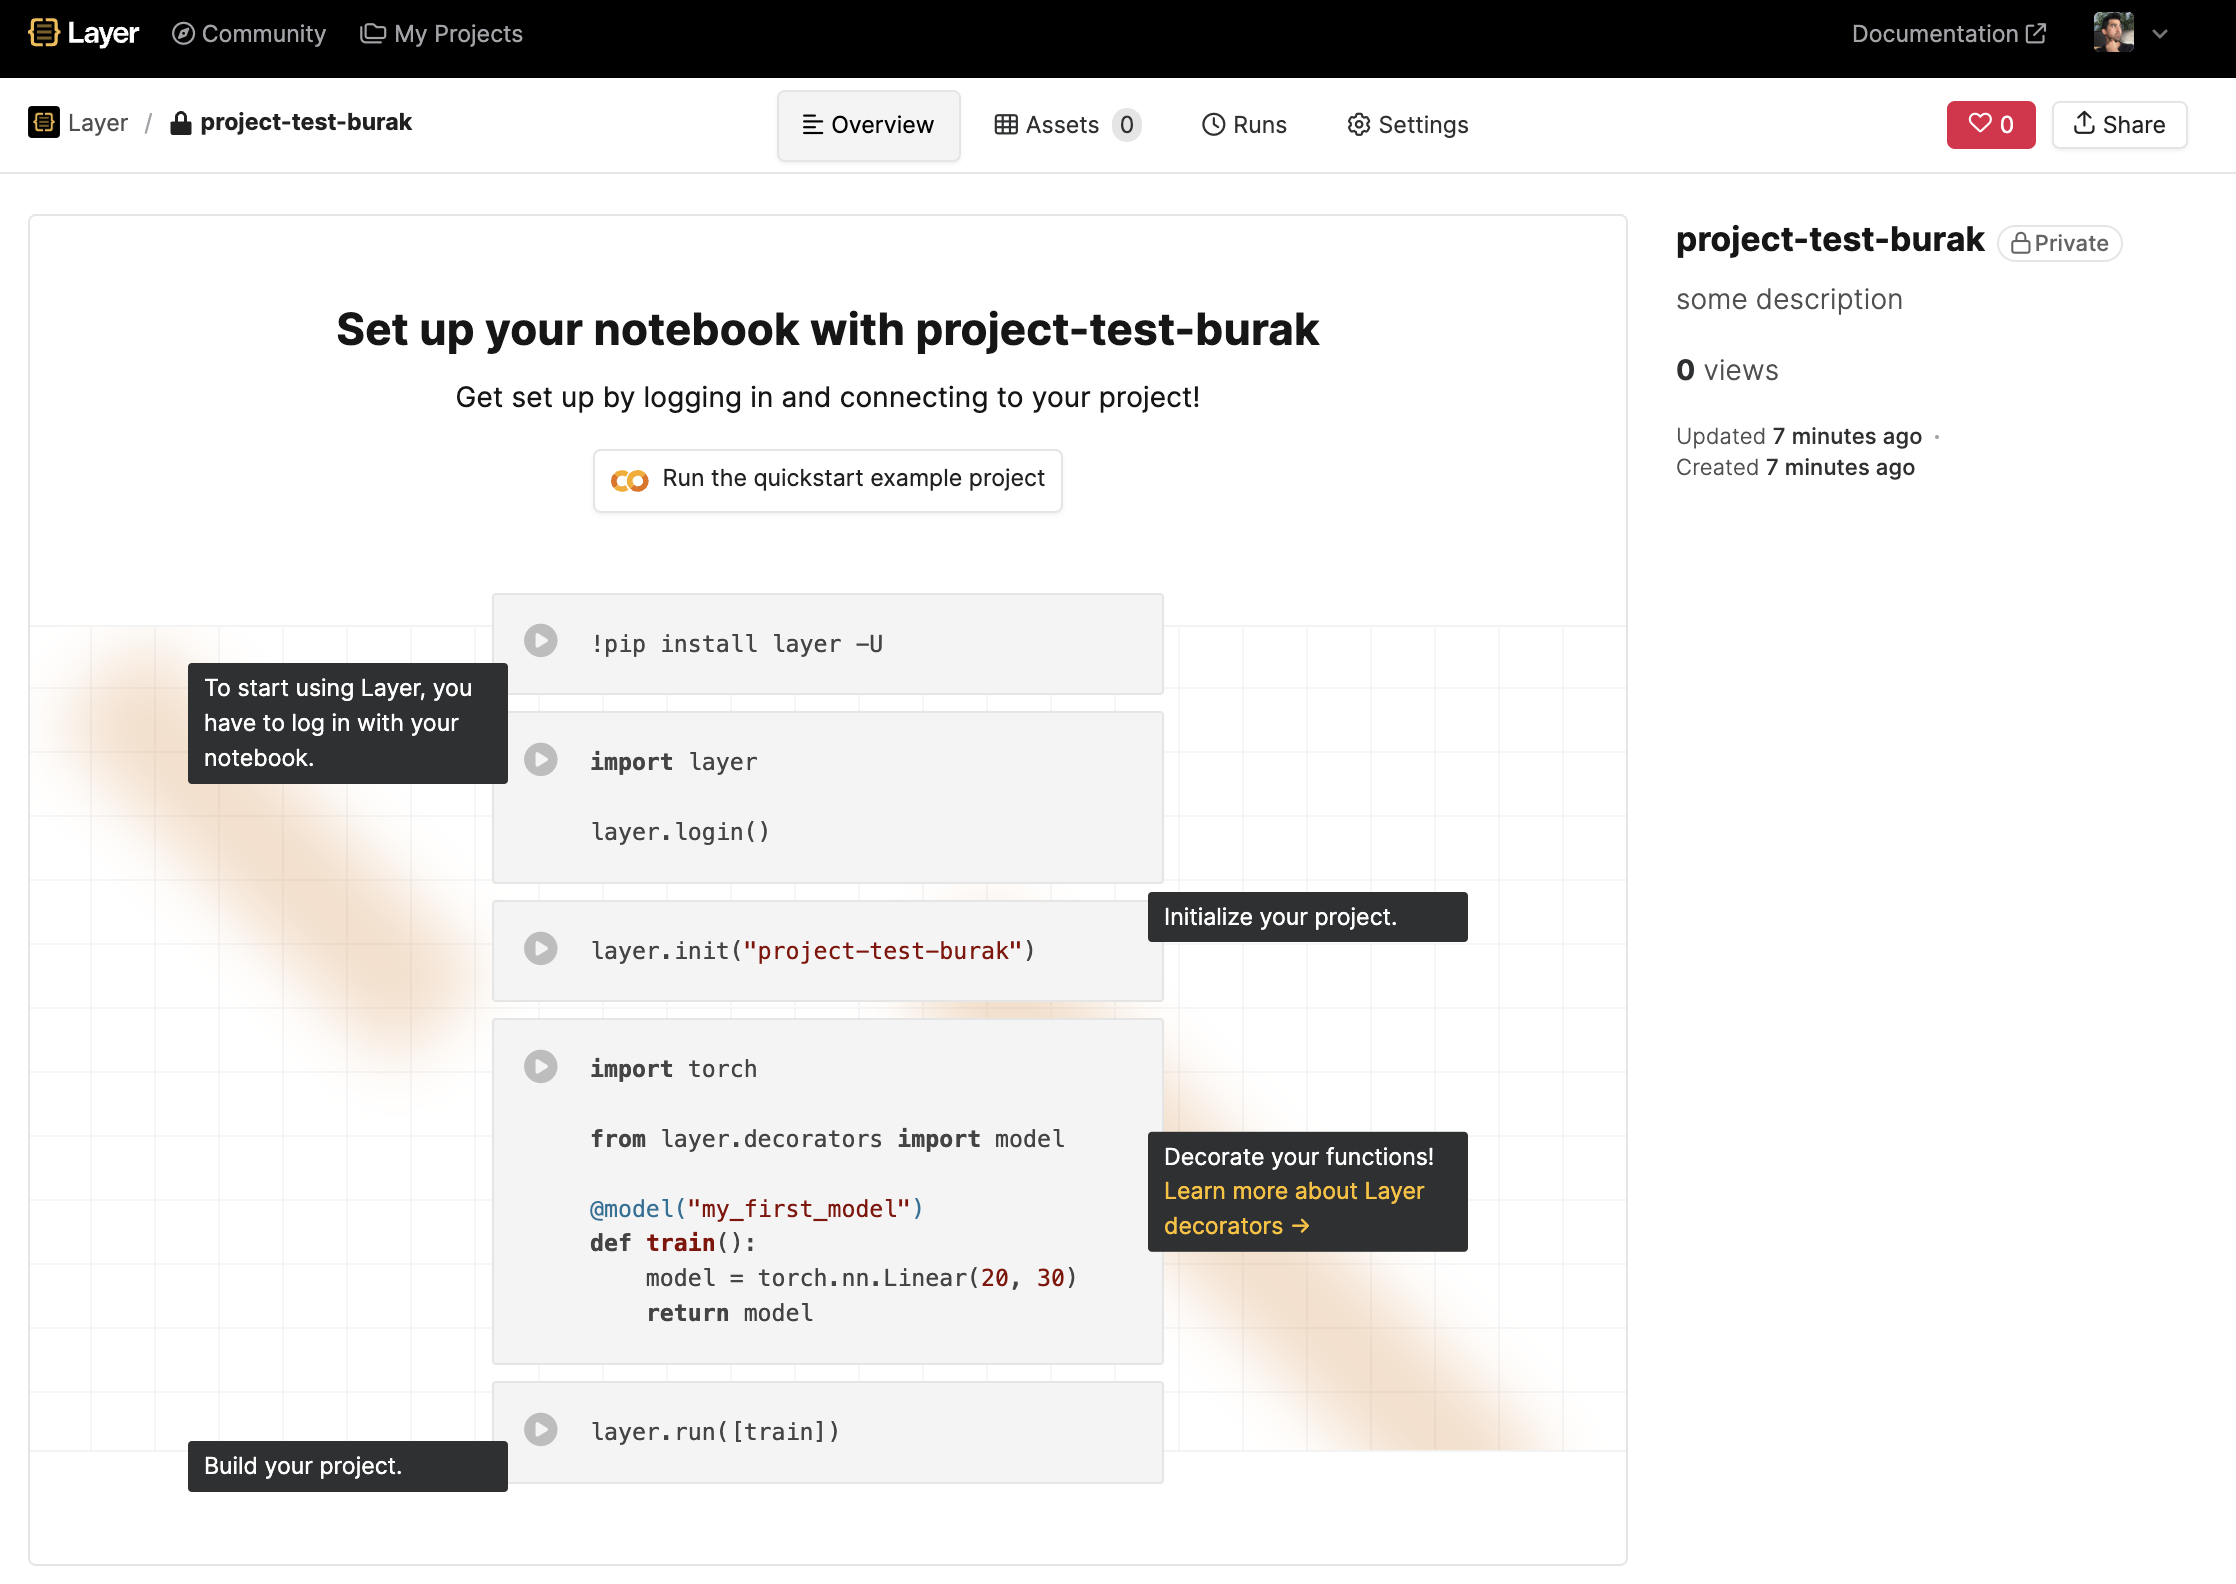 Layer Community My Projects Documentation
Layer / project-test-burak Overview Assets 0 Runs Settings 0 Share
Set up your notebook with project-test-burak
Get set up by logging in and connecting to your project!
Run the quickstart example project
!pip install layer -U
To start using Layer, you
have to log in with your
notebook.
import layer
layer.login()
Initialize your project.
layer.init("project-test-burak")
import torch
from layer.decorators import model
@model("my_first_model")
def train():
    model = torch.nn.Linear(20, 30)
    return model
Decorate your functions!
Learn more about Layer
decorators →
layer.run([train])
Build your project.
project-test-burak Private
some description
0 views
Updated 7 minutes ago ·
Created 7 minutes ago